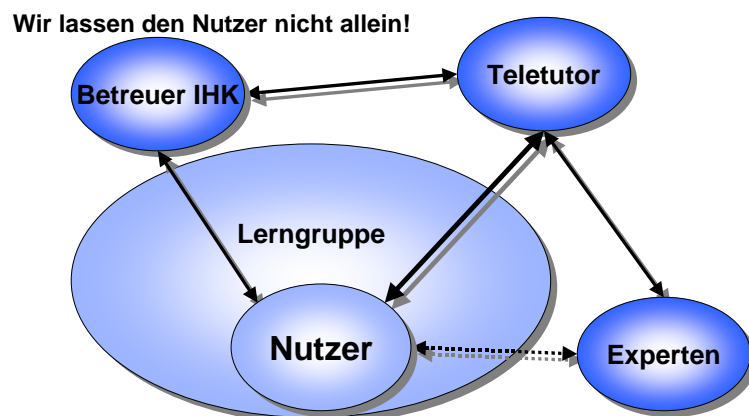 Wir lassen den Nutzer nicht allein!
Teletutor
Betreuer IHK
Lerngruppe
Nutzer
Experten